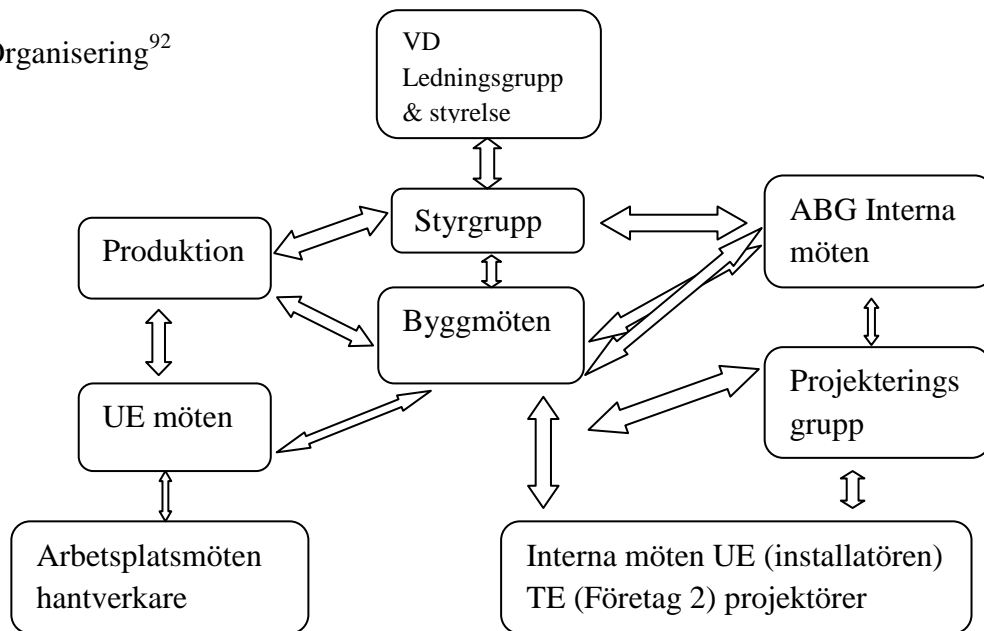 Organisering92
VD
Ledningsgrupp
& styrelse
Styrgrupp
ABG Interna
möten
Produktion
Byggmöten
Projekterings
grupp
UE möten
Arbetsplatsmöten
hantverkare
Interna möten UE (installatören)
TE (Företag 2) projektörer